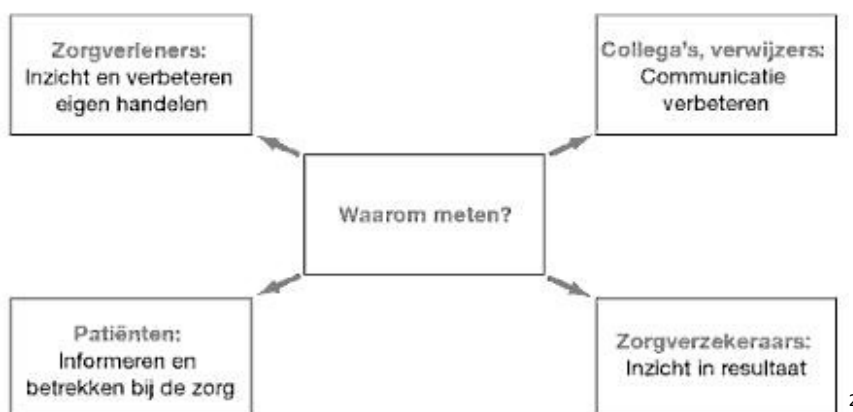 Zorgverleners:
Inzicht en verbeteren
eigen handelen
Collega's, verwijzers:
Communicatie
verbeteren
Waarom meten?
Patiënten:
Informeren en
betrekken bij de zorg
Zorgverzekeraars:
Inzicht in resultaat
2